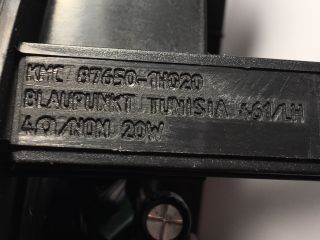 KMC 87650-1H020
BLAUPUNKT TUNISIA 461/LH
4Ω/NOM 20W